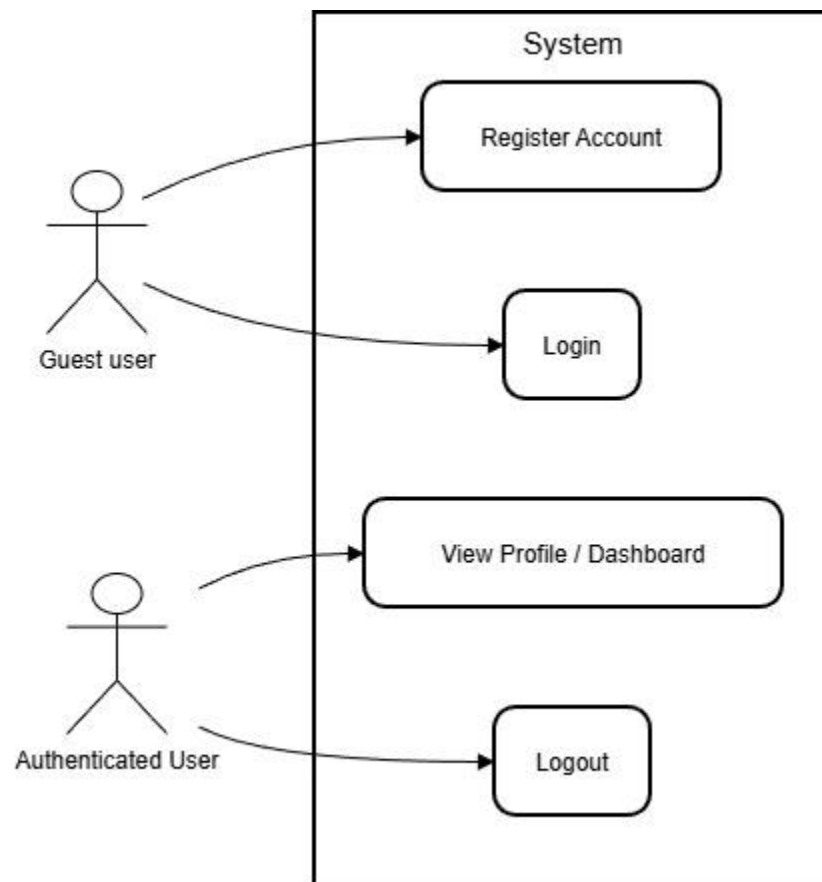 System
Register Account
Guest user
Login
View Profile / Dashboard
Authenticated User
Logout